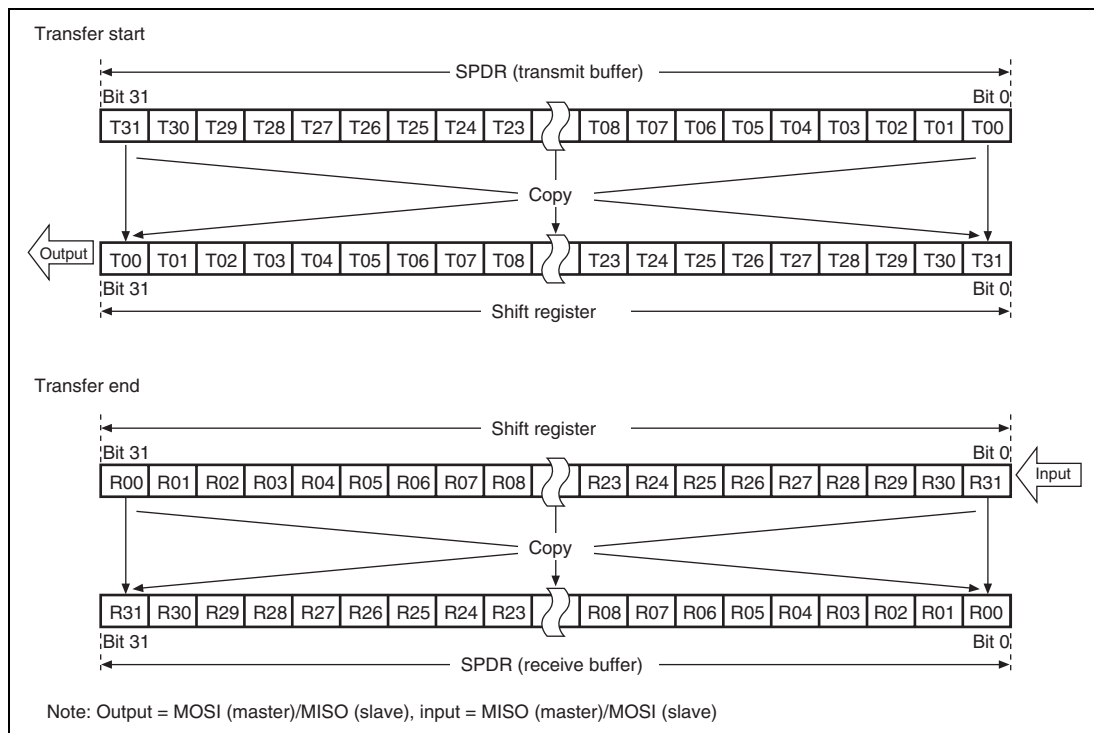 Transfer start
SPDR (transmit buffer)
Bit 31 Bit 0
T31 T30 T29 T28 T27 T26 T25 T24 T23 T08 T07 T06 T05 T04 T03 T02 T01 T00
Copy
Output T00 T01 T02 T03 T04 T05 T06 T07 T08 T23 T24 T25 T26 T27 T28 T29 T30 T31
Bit 31 Bit 0
Shift register
Transfer end
Shift register
Bit 31 Bit 0
R00 R01 R02 R03 R04 R05 R06 R07 R08 R23 R24 R25 R26 R27 R28 R29 R30 R31 Input
Copy
R31 R30 R29 R28 R27 R26 R25 R24 R23 R08 R07 R06 R05 R04 R03 R02 R01 R00
Bit 31 Bit 0
SPDR (receive buffer)
Note: Output = MOSI (master)/MISO (slave), input = MISO (master)/MOSI (slave)